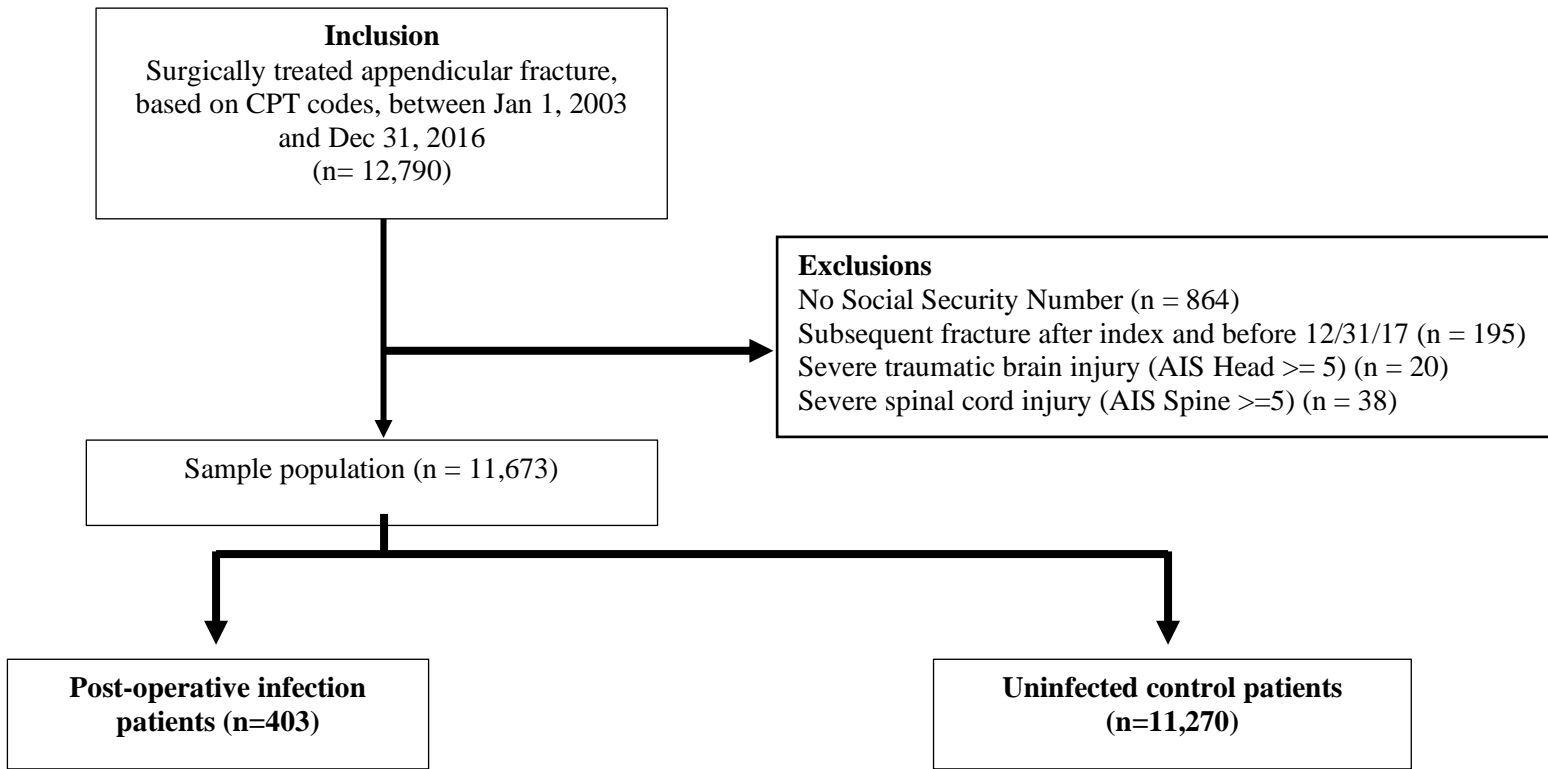 Inclusion
Surgically treated appendicular fracture,
based on CPT codes, between Jan 1, 2003
and Dec 31, 2016
(n= 12,790)
Exclusions
No Social Security Number (n = 864)
Subsequent fracture after index and before 12/31/17 (n = 195)
Severe traumatic brain injury (AIS Head >= 5) (n = 20)
Severe spinal cord injury (AIS Spine >=5) (n = 38)
Sample population (n = 11,673)
Post-operative infection
patients (n=403)
Uninfected control patients
(n=11,270)